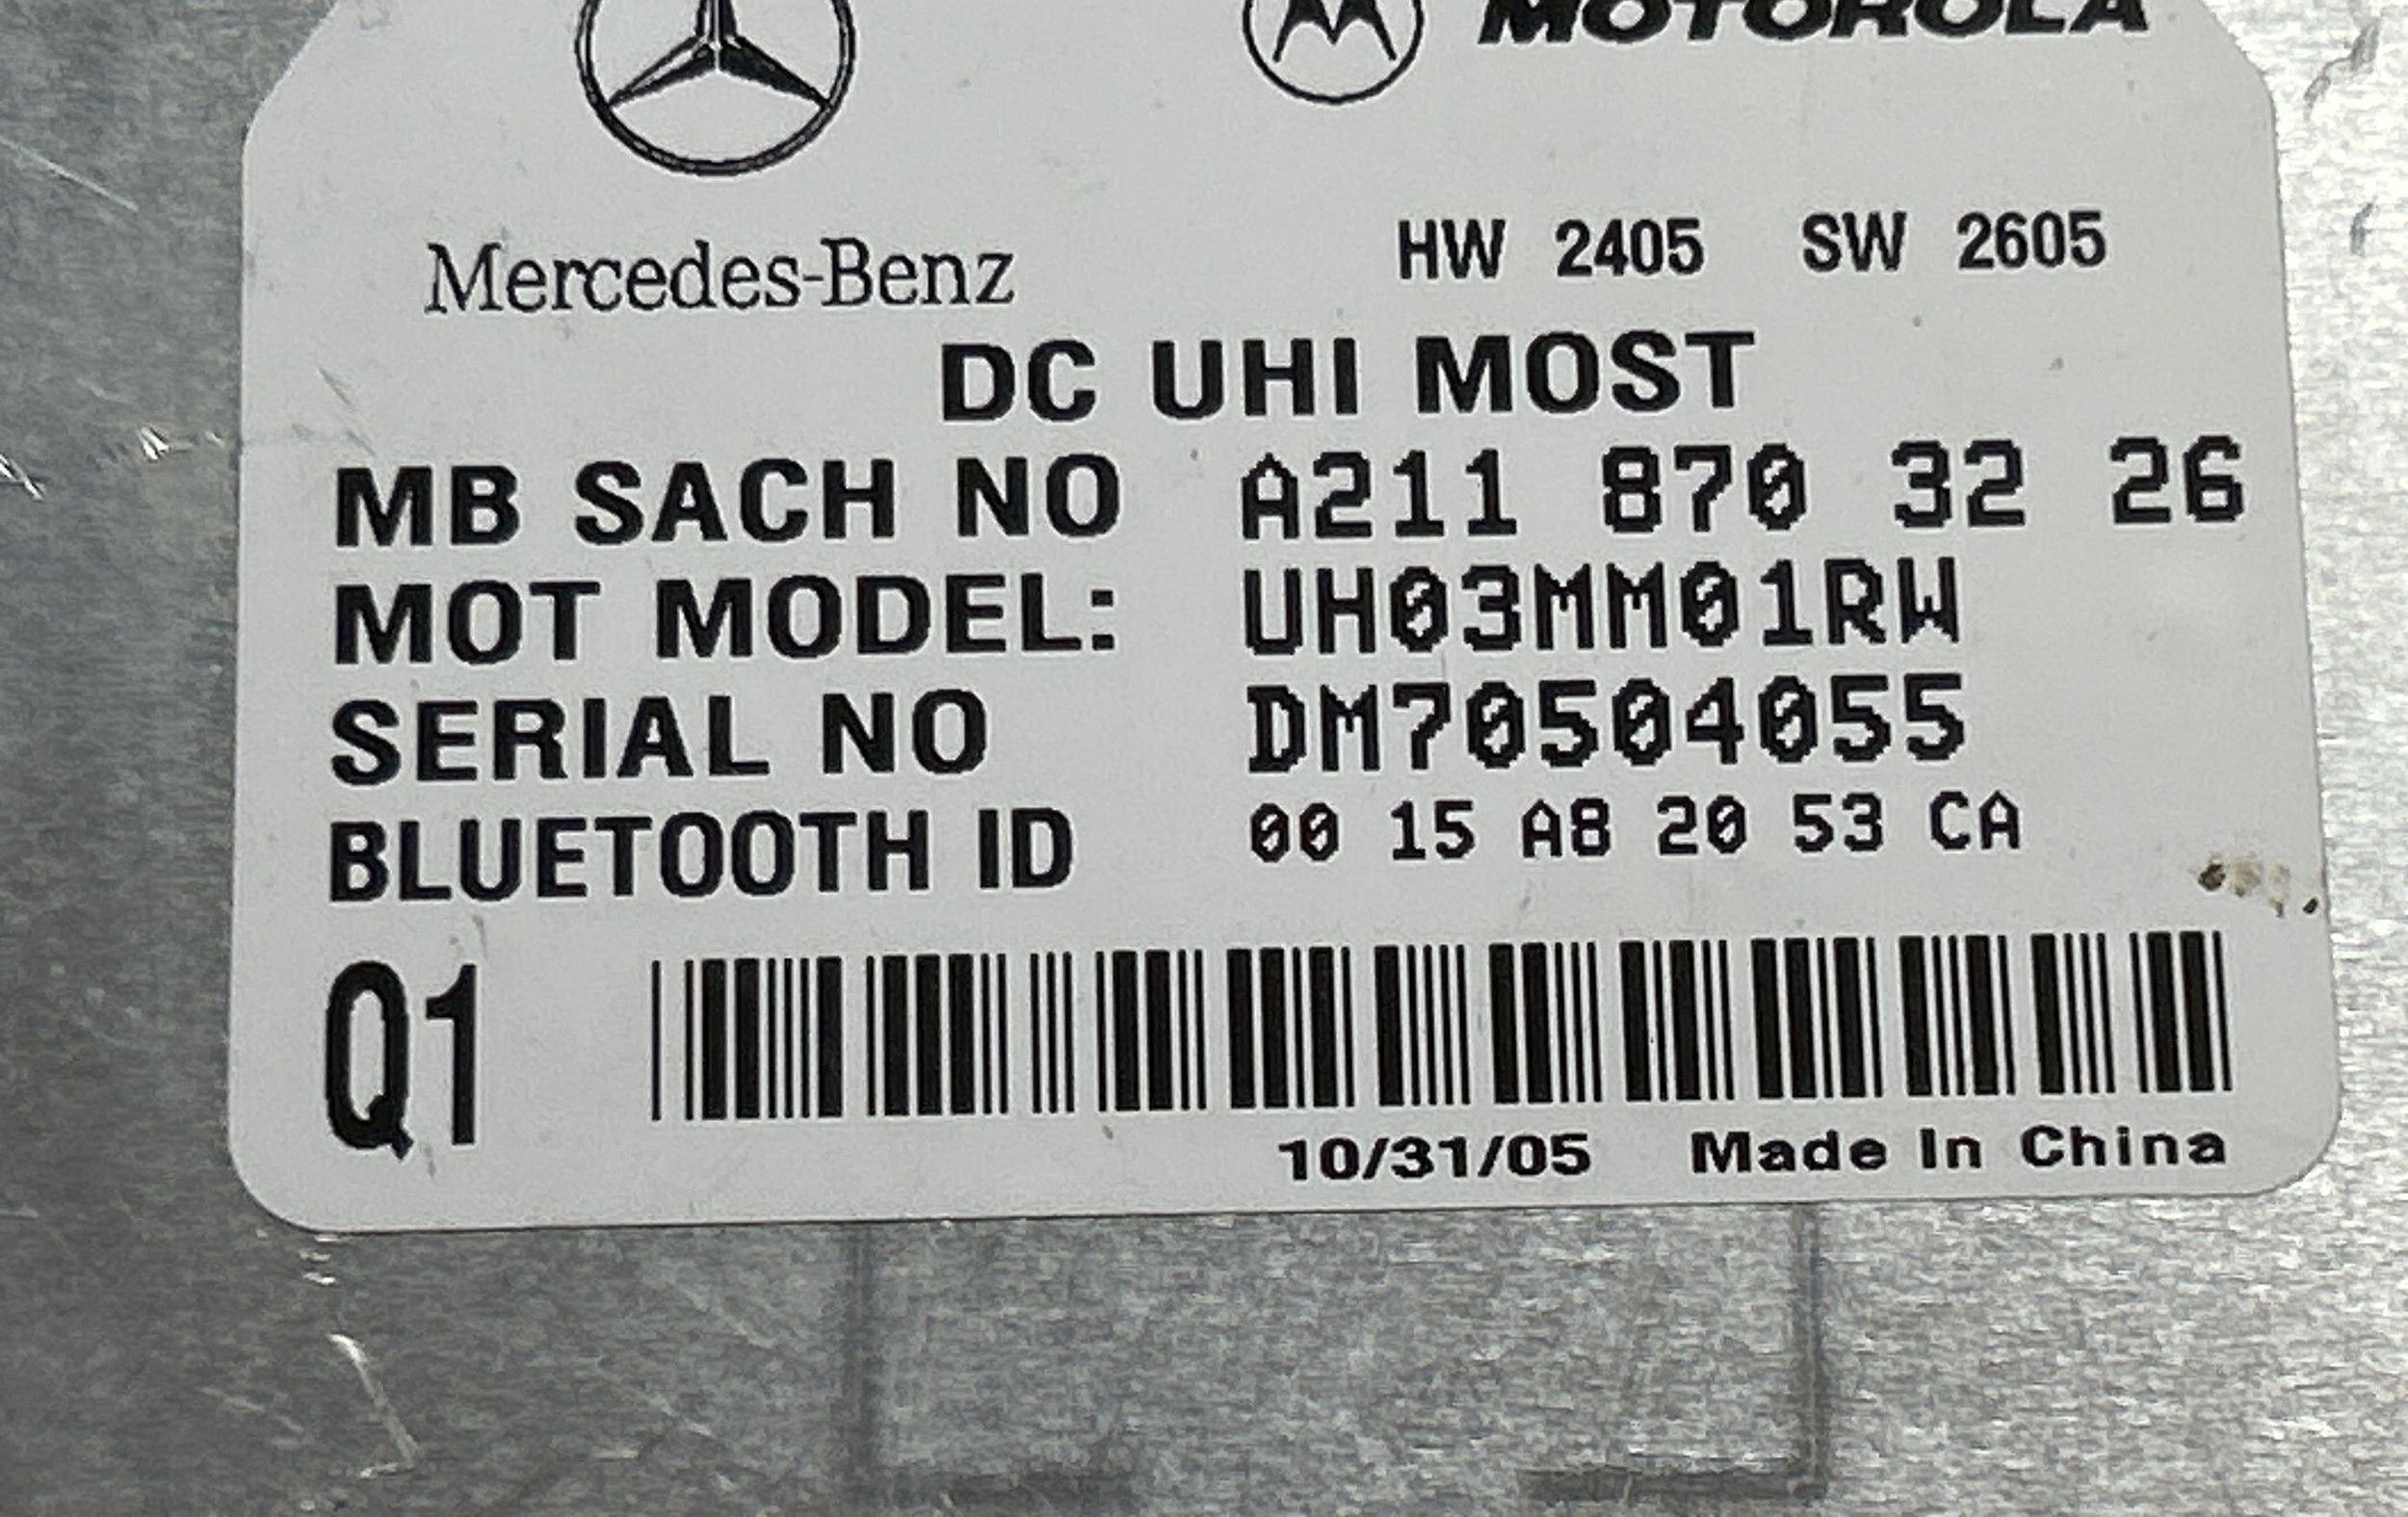 MOTOROLA
Mercedes-Benz
HW 2405 SW 2605
DC UHI MOST
MB SACH NO A211 870 32 26
MOT MODEL: UH03MM01RW
SERIAL NO DM70504055
BLUETOOTH ID 00 15 A8 20 53 CA
Q1
10/31/05 Made In China